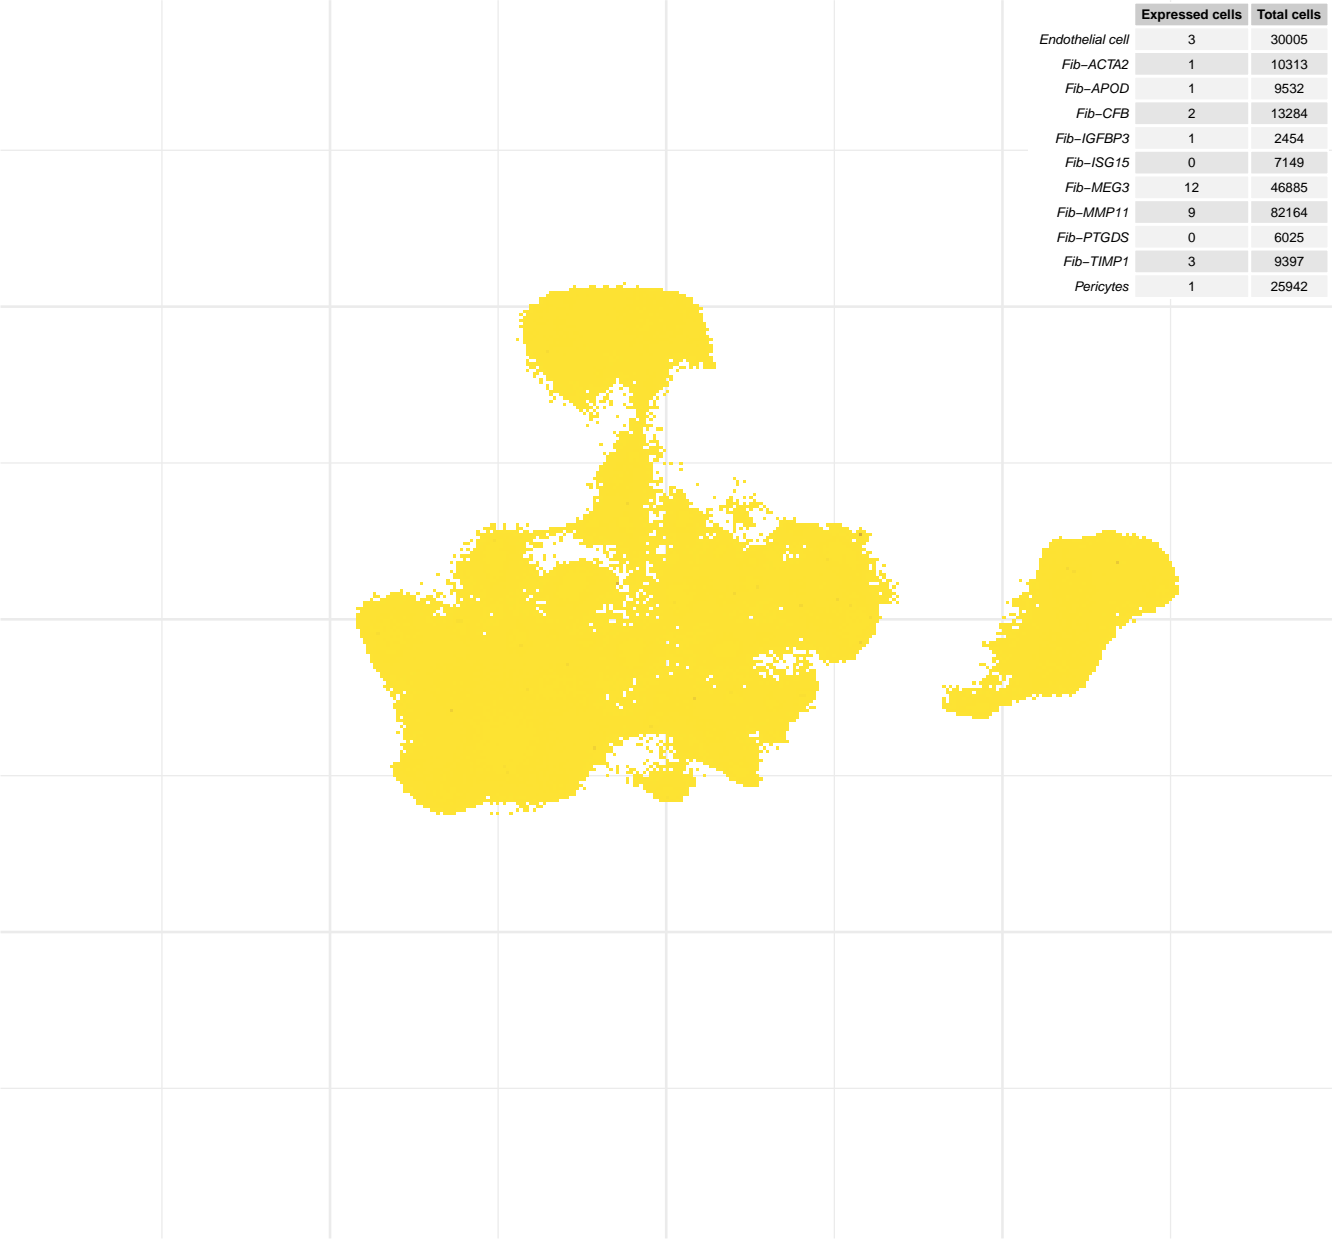 Expressed cells Total cells
Endothelial cell 3 30005
Fib−ACTA2 1 10313
Fib−APOD 1 9532
Fib−CFB 2 13284
Fib−IGFBP3 1 2454
Fib−ISG15 0 7149
Fib−MEG3 12 46885
Fib−MMP11 9 82164
Fib−PTGDS 0 6025
Fib−TIMP1 3 9397
Pericytes 1 25942